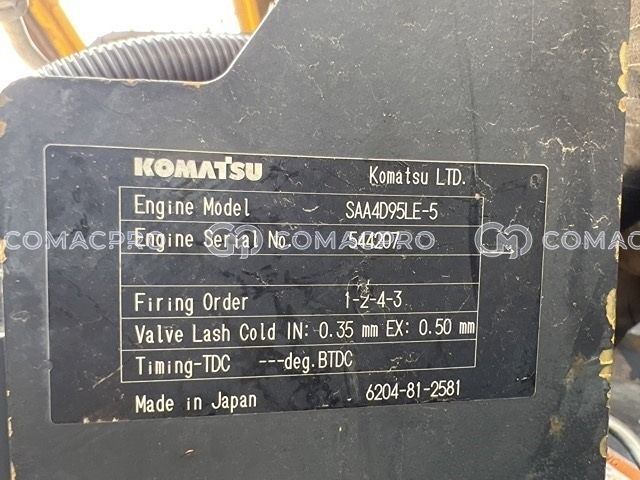 KOMATSU Komatsu LTD.
Engine Model SAA4D95LE-5
Engine Serial No. 544207
Firing Order 1-2-4-3
Valve Lash Cold IN: 0.35 mm EX: 0.50 mm
Timing-TDC ---deg.BTDC
Made in Japan 6204-81-2581
COMACPRO COMACPRO